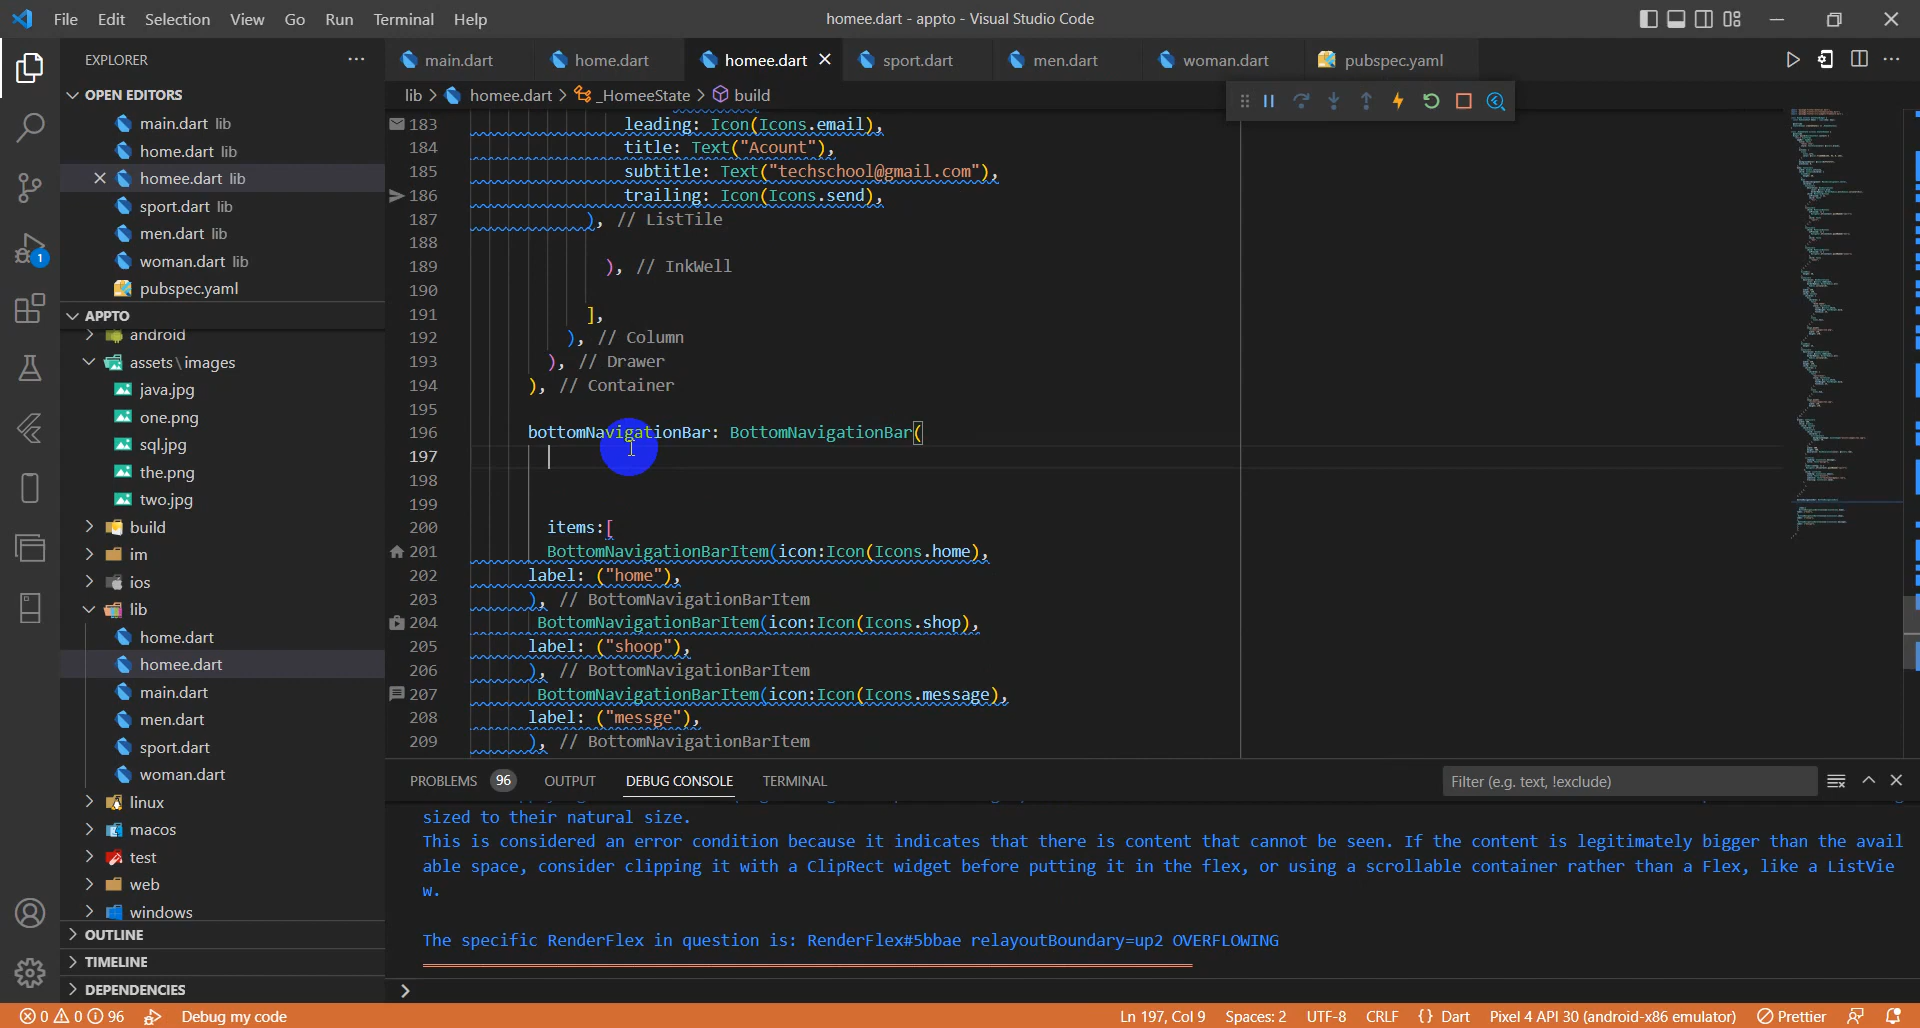 File Edit Selection View Go Run Terminal Help
homee.dart - appto - Visual Studio Code
EXPLORER
OPEN EDITORS
main.dart lib
home.dart lib
homee.dart lib
sport.dart lib
men.dart lib
woman.dart lib
pubspec.yaml
APPTO
android
assets\images
java.jpg
one.png
sql.jpg
the.png
two.jpg
build
im
ios
lib
home.dart
homee.dart
main.dart
men.dart
sport.dart
woman.dart
linux
macos
test
web
windows
OUTLINE
TIMELINE
DEPENDENCIES
main.dart home.dart homee.dart sport.dart men.dart woman.dart pubspec.yaml
lib > homee.dart > _HomeeState > build
183 leading: Icon(Icons.email),
184 title: Text("Acount"),
185 subtitle: Text("techschool@gmail.com"),
186 trailing: Icon(Icons.send),
187 ), // ListTile
188
189 ), // InkWell
190
191 ],
192 ), // Column
193 ), // Drawer
194 ), // Container
195
196 bottomNavigationBar: BottomNavigationBar(
197
198
199
200 items:[
201 BottomNavigationBarItem(icon:Icon(Icons.home),
202 label: ("home"),
203 ), // BottomNavigationBarItem
204 BottomNavigationBarItem(icon:Icon(Icons.shop),
205 label: ("shoop"),
206 ), // BottomNavigationBarItem
207 BottomNavigationBarItem(icon:Icon(Icons.message),
208 label: ("messge"),
209 ), // BottomNavigationBarItem
PROBLEMS 96 OUTPUT DEBUG CONSOLE TERMINAL
Filter (e.g. text, !exclude)
sized to their natural size.
This is considered an error condition because it indicates that there is content that cannot be seen. If the content is legitimately bigger than the avail
able space, consider clipping it with a ClipRect widget before putting it in the flex, or using a scrollable container rather than a Flex, like a ListVie
w.
The specific RenderFlex in question is: RenderFlex#5bbae relayoutBoundary=up2 OVERFLOWING
>
1
0 0 96 Debug my code
Ln 197, Col 9 Spaces: 2 UTF-8 CRLF {} Dart Pixel 4 API 30 (android-x86 emulator) Prettier